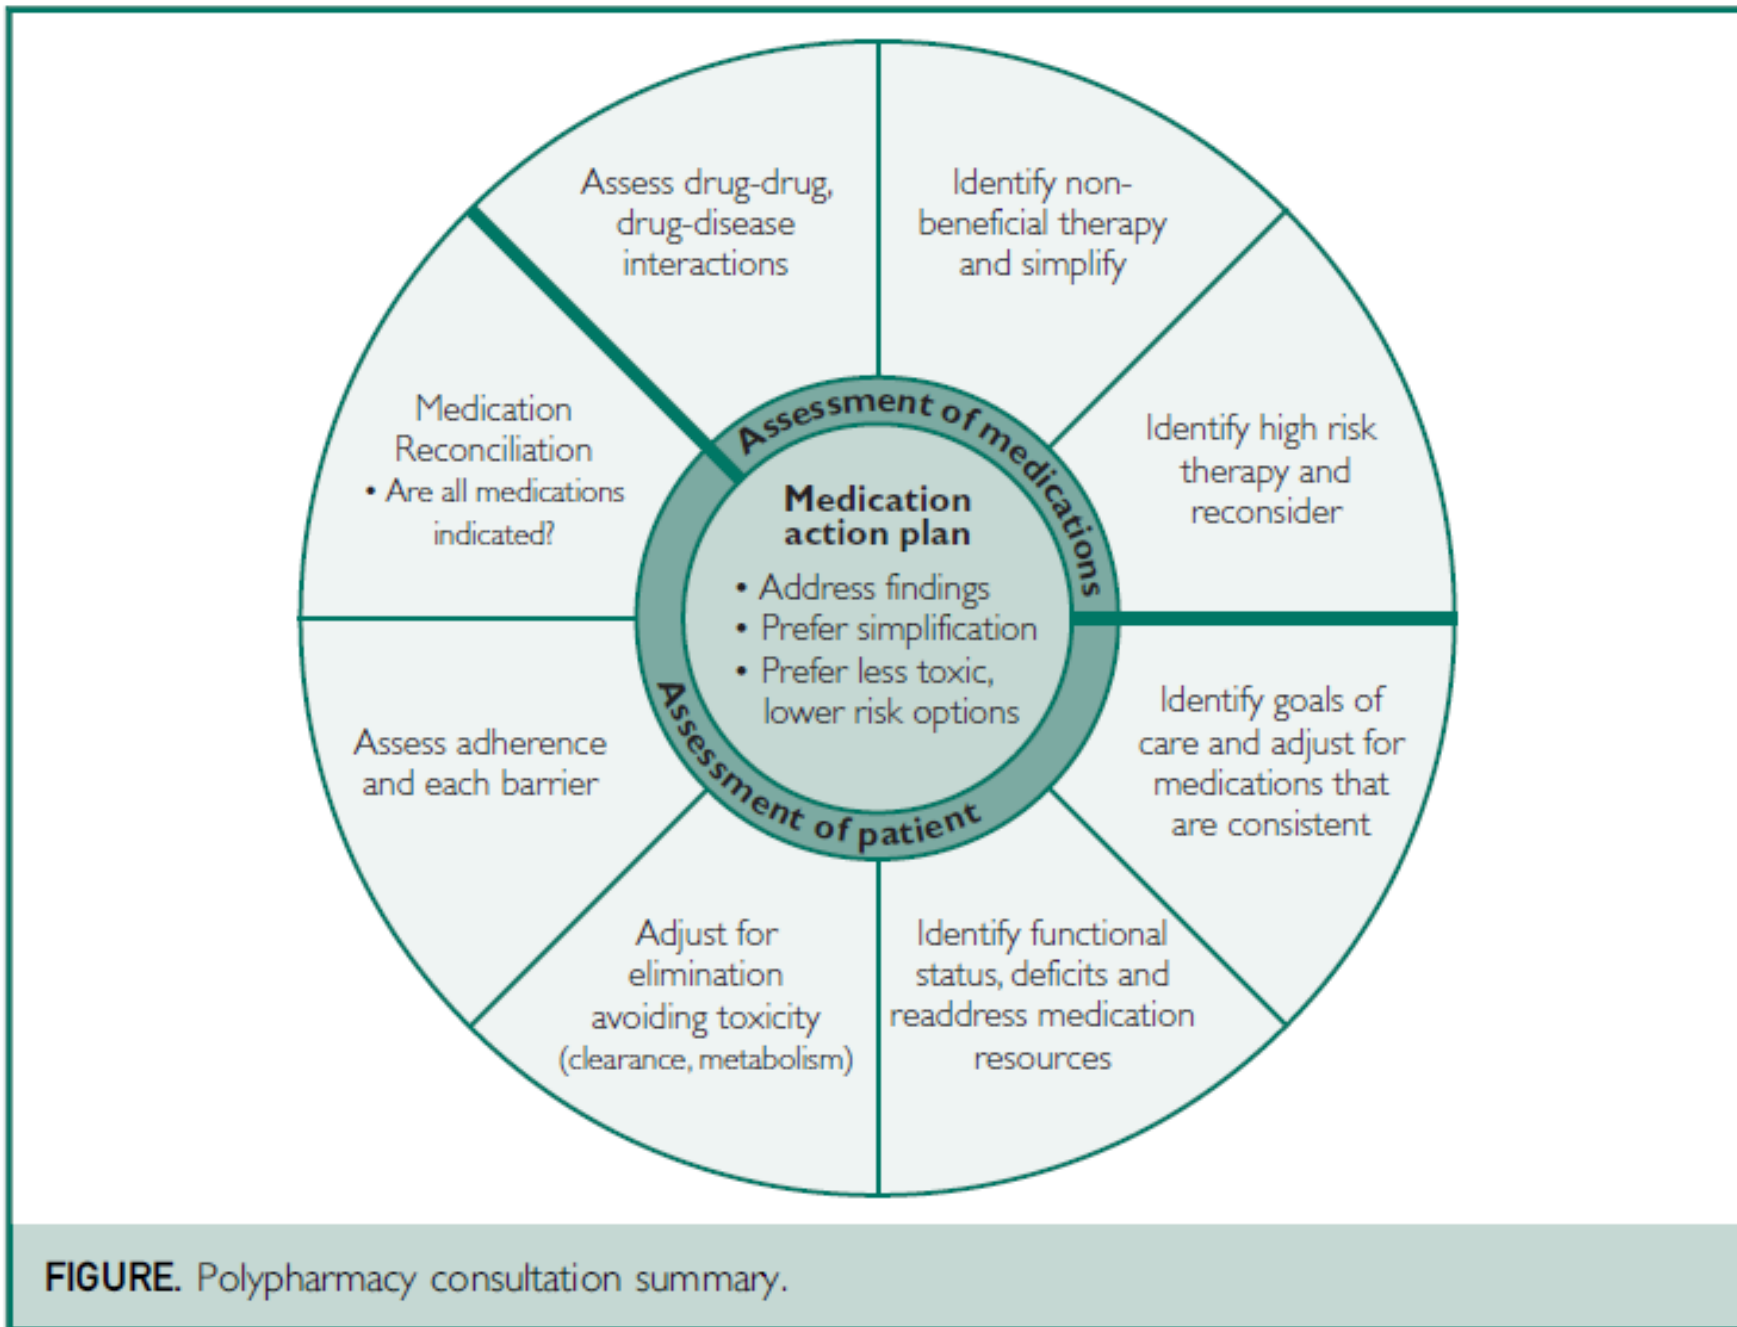 Assess drug-drug,
drug-disease
interactions
Identify non-
beneficial therapy
and simplify
Identify high risk
therapy and
reconsider
Identify goals of
care and adjust for
medications that
are consistent
Identify functional
status, deficits and
readdress medication
resources
Adjust for
elimination
avoiding toxicity
(clearance, metabolism)
Assess adherence
and each barrier
Medication
Reconciliation
• Are all medications
indicated?
Assessment of medications
Assessment of patient
Medication
action plan
• Address findings
• Prefer simplification
• Prefer less toxic,
lower risk options
FIGURE. Polypharmacy consultation summary.